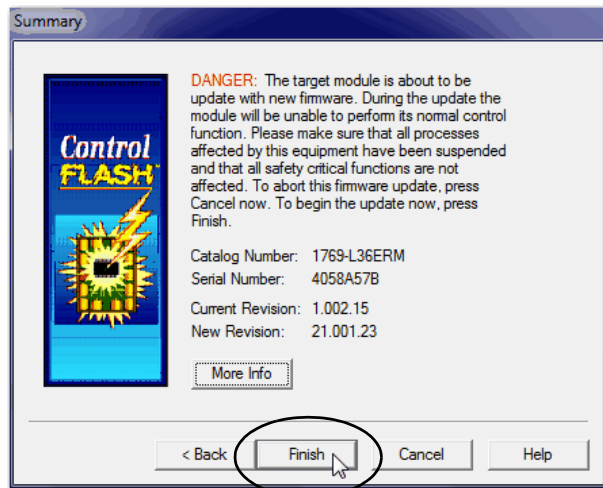 Summary
Control
FLASH
DANGER: The target module is about to be
update with new firmware. During the update the
module will be unable to perform its normal control
function. Please make sure that all processes
affected by this equipment have been suspended
and that all safety critical functions are not
affected. To abort this firmware update, press
Cancel now. To begin the update now, press
Finish.
Catalog Number: 1769-L36ERM
Serial Number: 4058A57B
Current Revision: 1.002.15
New Revision: 21.001.23
More Info
< Back Finish Cancel Help